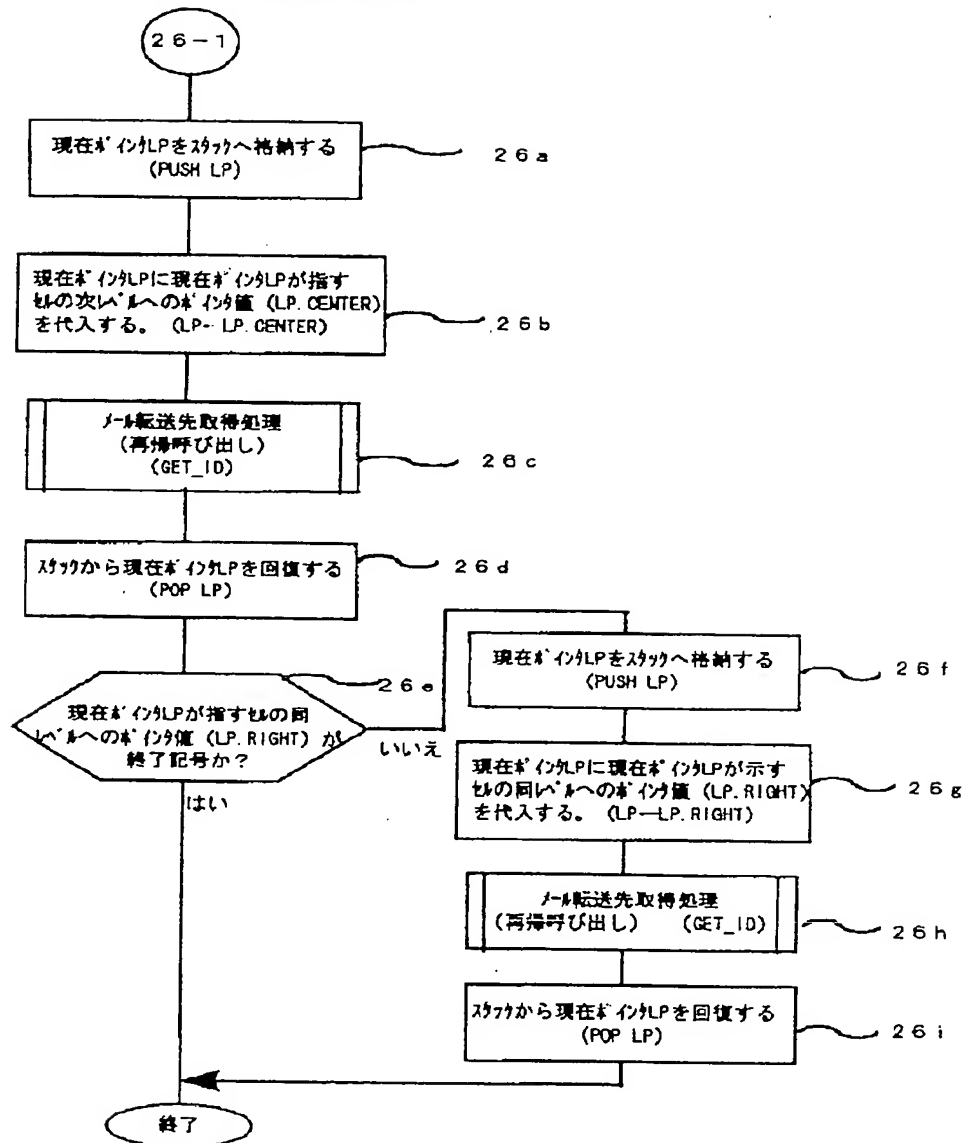 26-1
現在ﾎﾟｲﾝﾀLPをｽﾀｯｸへ格納する
(PUSH LP)
26a
現在ﾎﾟｲﾝﾀLPに現在ﾎﾟｲﾝﾀLPが指す
ｾﾙの次ﾚﾍﾞﾙへのﾎﾟｲﾝﾀ値 (LP.CENTER)
を代入する。 (LP←LP.CENTER)
26b
ﾒｰﾙ転送先取得処理
(再帰呼び出し)
(GET_ID)
26c
ｽﾀｯｸから現在ﾎﾟｲﾝﾀLPを回復する
(POP LP)
26d
現在ﾎﾟｲﾝﾀLPが指すｾﾙの同
ﾚﾍﾞﾙへのﾎﾟｲﾝﾀ値 (LP.RIGHT) が
終了記号か？
26e
いいえ
はい
現在ﾎﾟｲﾝﾀLPをｽﾀｯｸへ格納する
(PUSH LP)
26f
現在ﾎﾟｲﾝﾀLPに現在ﾎﾟｲﾝﾀLPが示す
ｾﾙの同ﾚﾍﾞﾙへのﾎﾟｲﾝﾀ値 (LP.RIGHT)
を代入する。 (LP←LP.RIGHT)
26g
ﾒｰﾙ転送先取得処理
(再帰呼び出し) (GET_ID)
26h
ｽﾀｯｸから現在ﾎﾟｲﾝﾀLPを回復する
(POP LP)
26i
終了